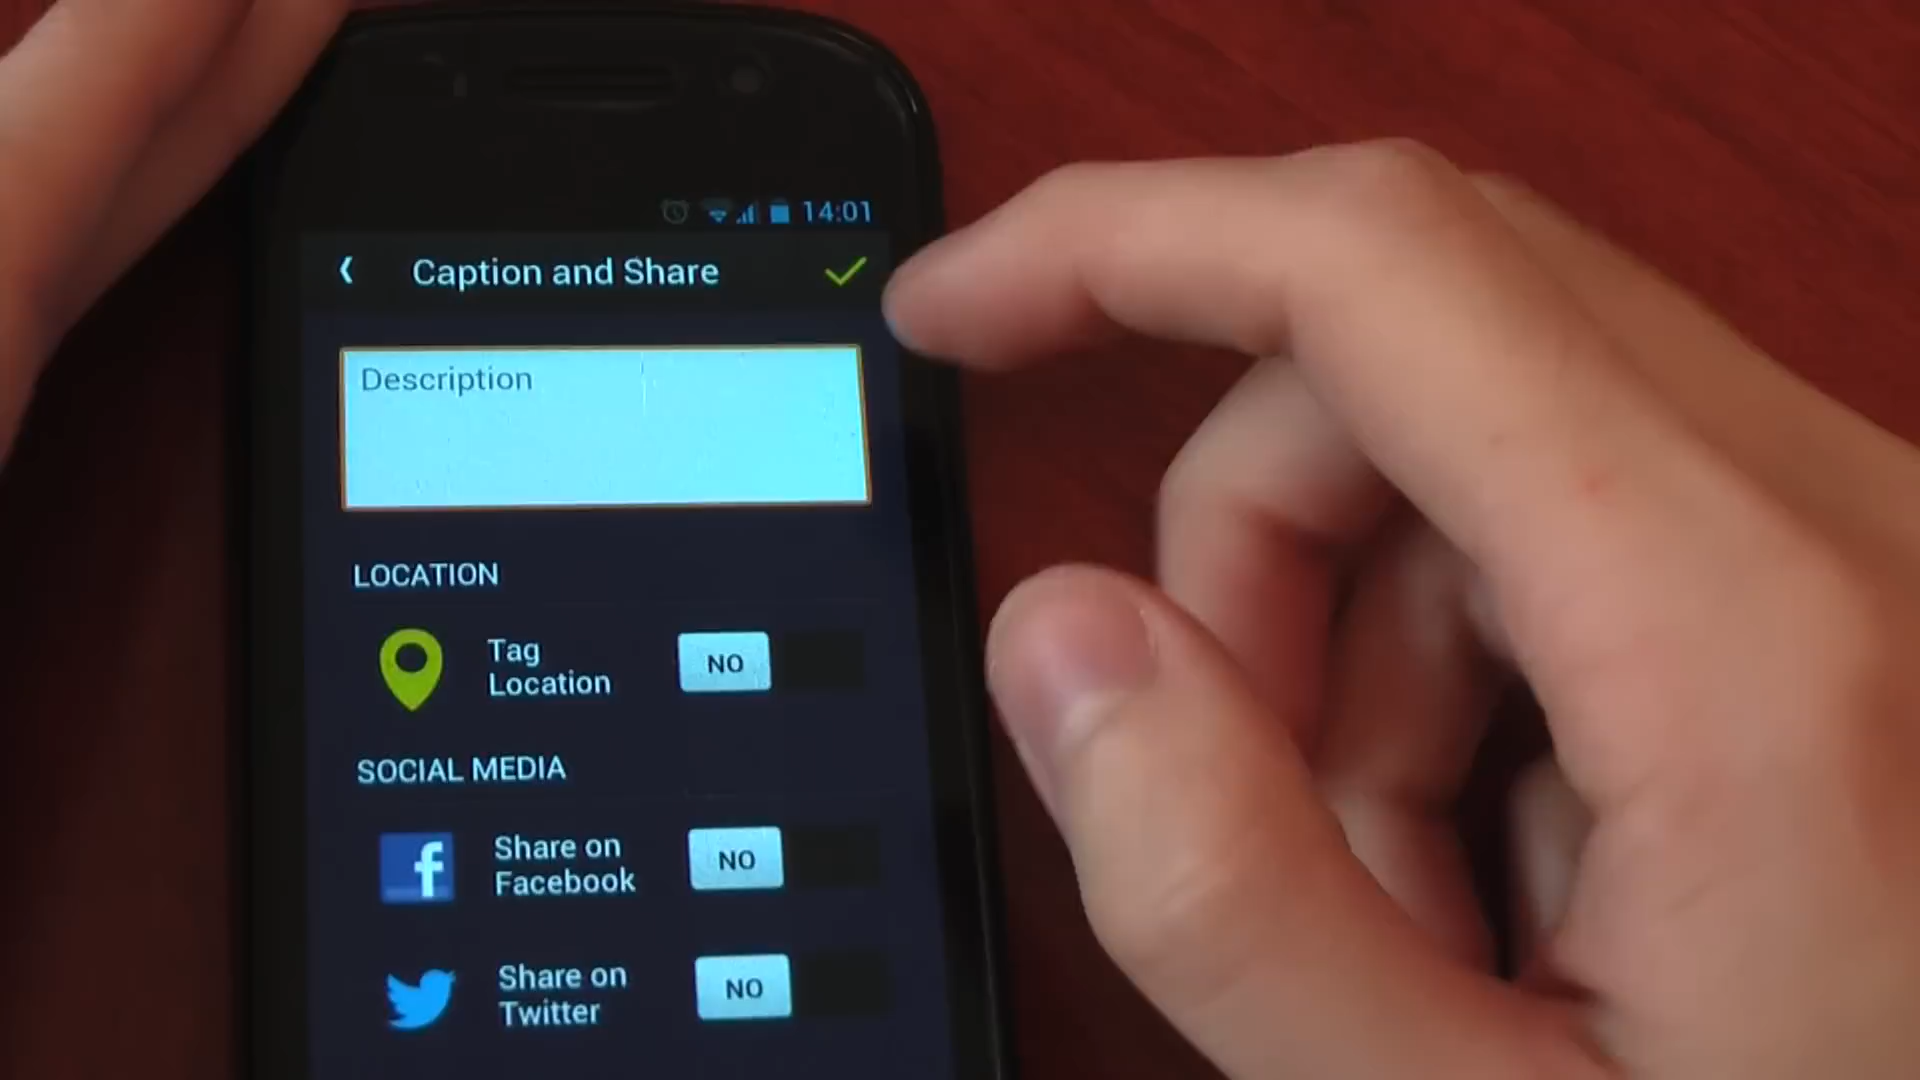 14:01
Caption and Share
Description
LOCATION
Tag
Location
NO
SOCIAL MEDIA
Share on
Facebook
NO
Share on
Twitter
NO